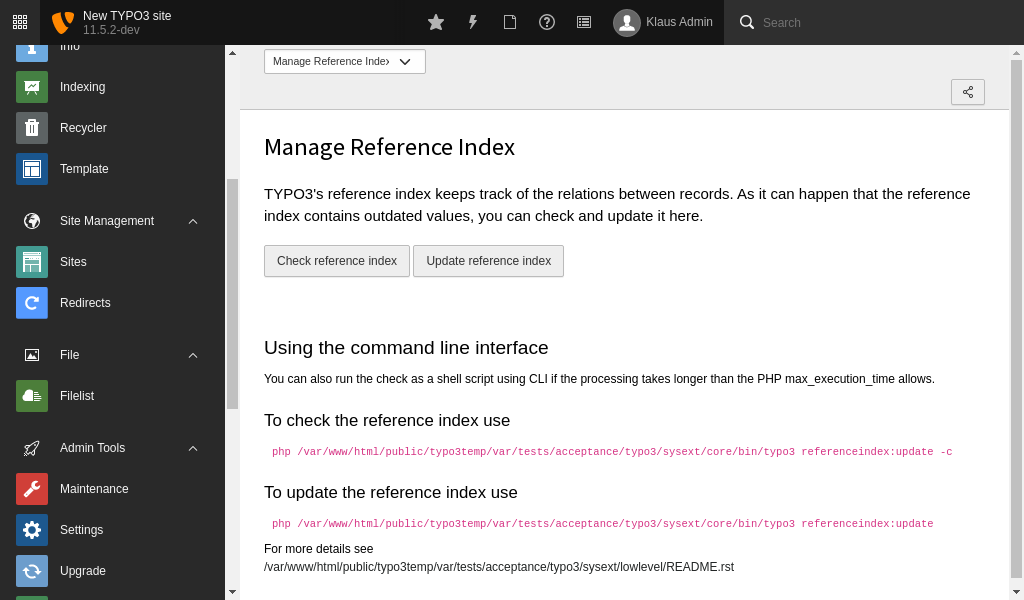 New TYPO3 site
11.5.2-dev
Klaus Admin
Search
Info
Indexing
Recycler
Template
Site Management
Sites
Redirects
File
Filelist
Admin Tools
Maintenance
Settings
Upgrade
Manage Reference Index
Manage Reference Index
TYPO3's reference index keeps track of the relations between records. As it can happen that the reference
index contains outdated values, you can check and update it here.
Check reference index
Update reference index
Using the command line interface
You can also run the check as a shell script using CLI if the processing takes longer than the PHP max_execution_time allows.
To check the reference index use
php /var/www/html/public/typo3temp/var/tests/acceptance/typo3/sysext/core/bin/typo3 referenceindex:update -c
To update the reference index use
php /var/www/html/public/typo3temp/var/tests/acceptance/typo3/sysext/core/bin/typo3 referenceindex:update
For more details see
/var/www/html/public/typo3temp/var/tests/acceptance/typo3/sysext/lowlevel/README.rst